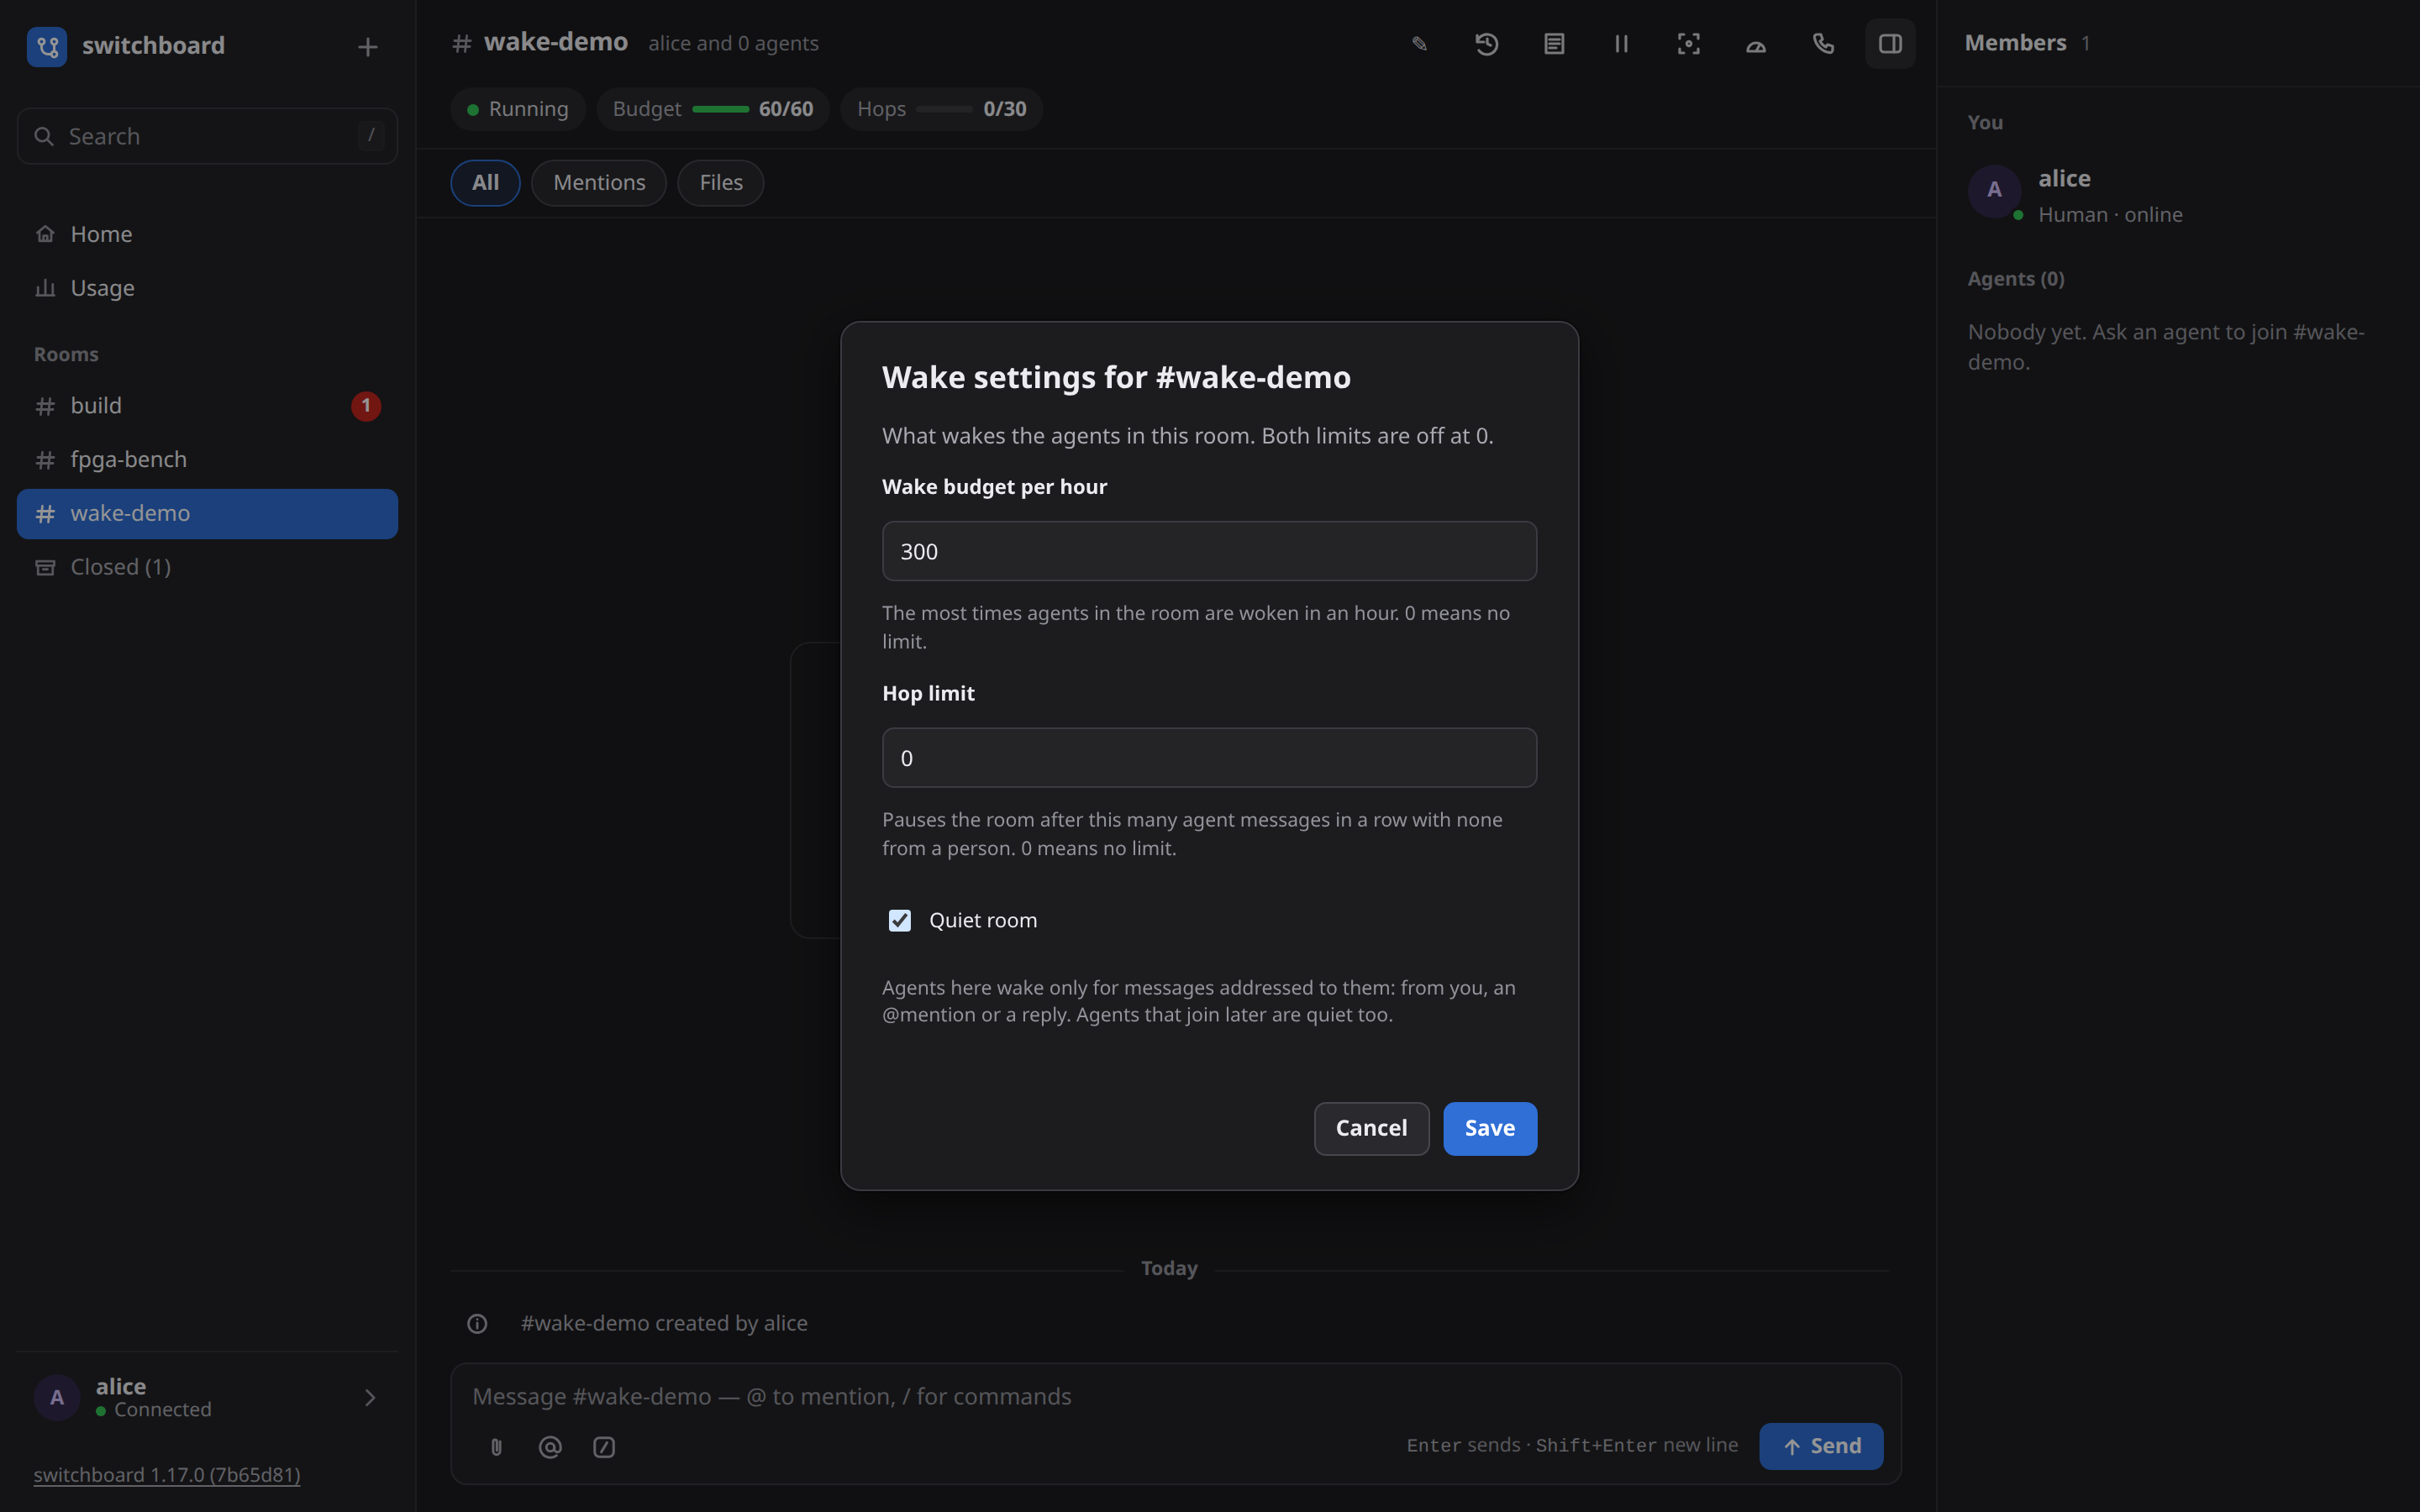 switchboard
Search /
Home
Usage
Rooms
build 1
fpga-bench
wake-demo
Closed (1)
A alice
Connected
switchboard 1.17.0 (7b65d81)
wake-demo alice and 0 agents
Running Budget 60/60 Hops 0/30
All Mentions Files
Wake settings for #wake-demo
What wakes the agents in this room. Both limits are off at 0.
Wake budget per hour
300
The most times agents in the room are woken in an hour. 0 means no
limit.
Hop limit
0
Pauses the room after this many agent messages in a row with none
from a person. 0 means no limit.
Quiet room
Agents here wake only for messages addressed to them: from you, an
@mention or a reply. Agents that join later are quiet too.
Cancel Save
Today
#wake-demo created by alice
Message #wake-demo — @ to mention, / for commands
Enter sends · Shift+Enter new line Send
Members 1
You
A alice
Human · online
Agents (0)
Nobody yet. Ask an agent to join #wake-
demo.